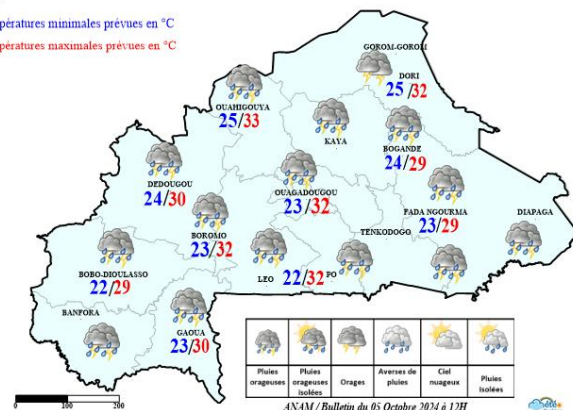 pératures minimales prévues en °C
pératures maximales prévues en °C
GOROM-GOROM
DORI
25/32
OUAHIGOUYA
25/33
KAYA
BOGANDE
24/29
DEDOUGOU
24/30
OUAGADOUGOU
23/32
FADA NGOURMA
23/29
DIAPAGA
BOROMO
23/32
TENKODOGO
BOBO-DIOULASSO
22/29
LEO
22/32
PO
BANFORA
GAOUA
23/30
Pluies orageuses
Pluies orageuses isolées
Orages
Averses de pluies
Ciel nuageux
Pluies isolées
0 100 200
ANAM / Bulletin du 05 Octobre 2024 à 12H